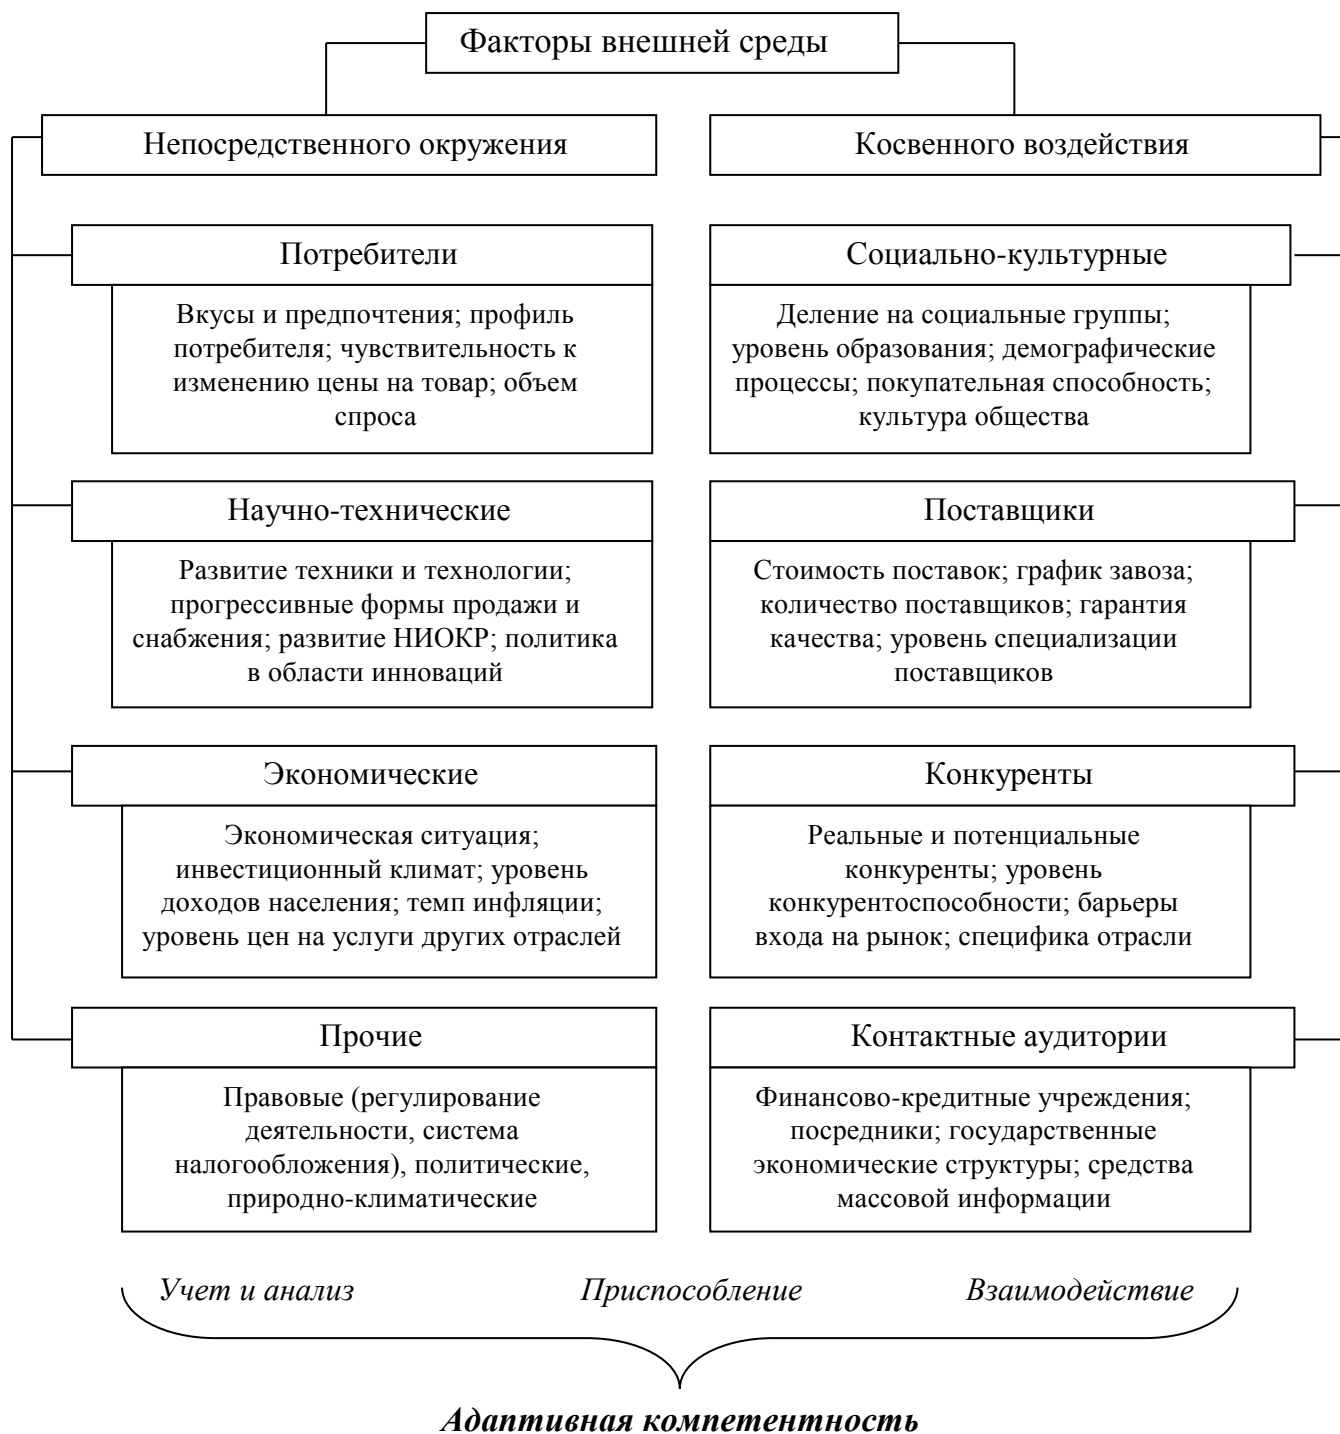 Факторы внешней среды
Непосредственного окружения
Косвенного воздействия
Потребители
Вкусы и предпочтения; профиль
потребителя; чувствительность к
изменению цены на товар; объем
спроса
Социально-культурные
Деление на социальные группы;
уровень образования; демографические
процессы; покупательная способность;
культура общества
Научно-технические
Развитие техники и технологии;
прогрессивные формы продажи и
снабжения; развитие НИОКР; политика
в области инноваций
Поставщики
Стоимость поставок; график завоза;
количество поставщиков; гарантия
качества; уровень специализации
поставщиков
Экономические
Экономическая ситуация;
инвестиционный климат; уровень
доходов населения; темп инфляции;
уровень цен на услуги других отраслей
Конкуренты
Реальные и потенциальные
конкуренты; уровень
конкурентоспособности; барьеры
входа на рынок; специфика отрасли
Прочие
Правовые (регулирование
деятельности, система
налогообложения), политические,
природно-климатические
Контактные аудитории
Финансово-кредитные учреждения;
посредники; государственные
экономические структуры; средства
массовой информации
Учет и анализ
Приспособление
Взаимодействие
Адаптивная компетентность